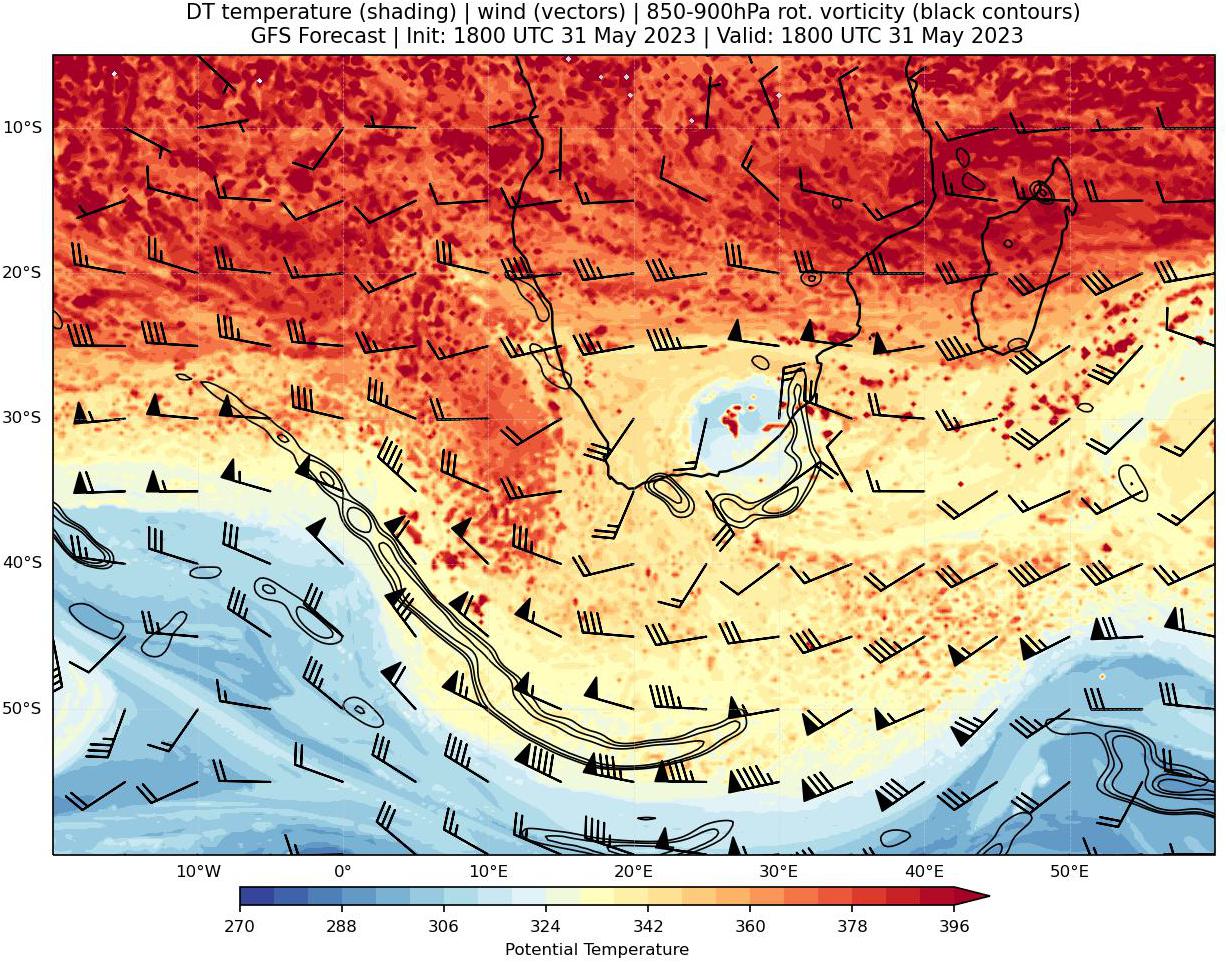 DT temperature (shading) | wind (vectors) | 850-900hPa rot. vorticity (black contours)
GFS Forecast | Init: 1800 UTC 31 May 2023 | Valid: 1800 UTC 31 May 2023
10°S
20°S
30°S
40°S
50°S
10°W 0° 10°E 20°E 30°E 40°E 50°E
270 288 306 324 342 360 378 396
Potential Temperature